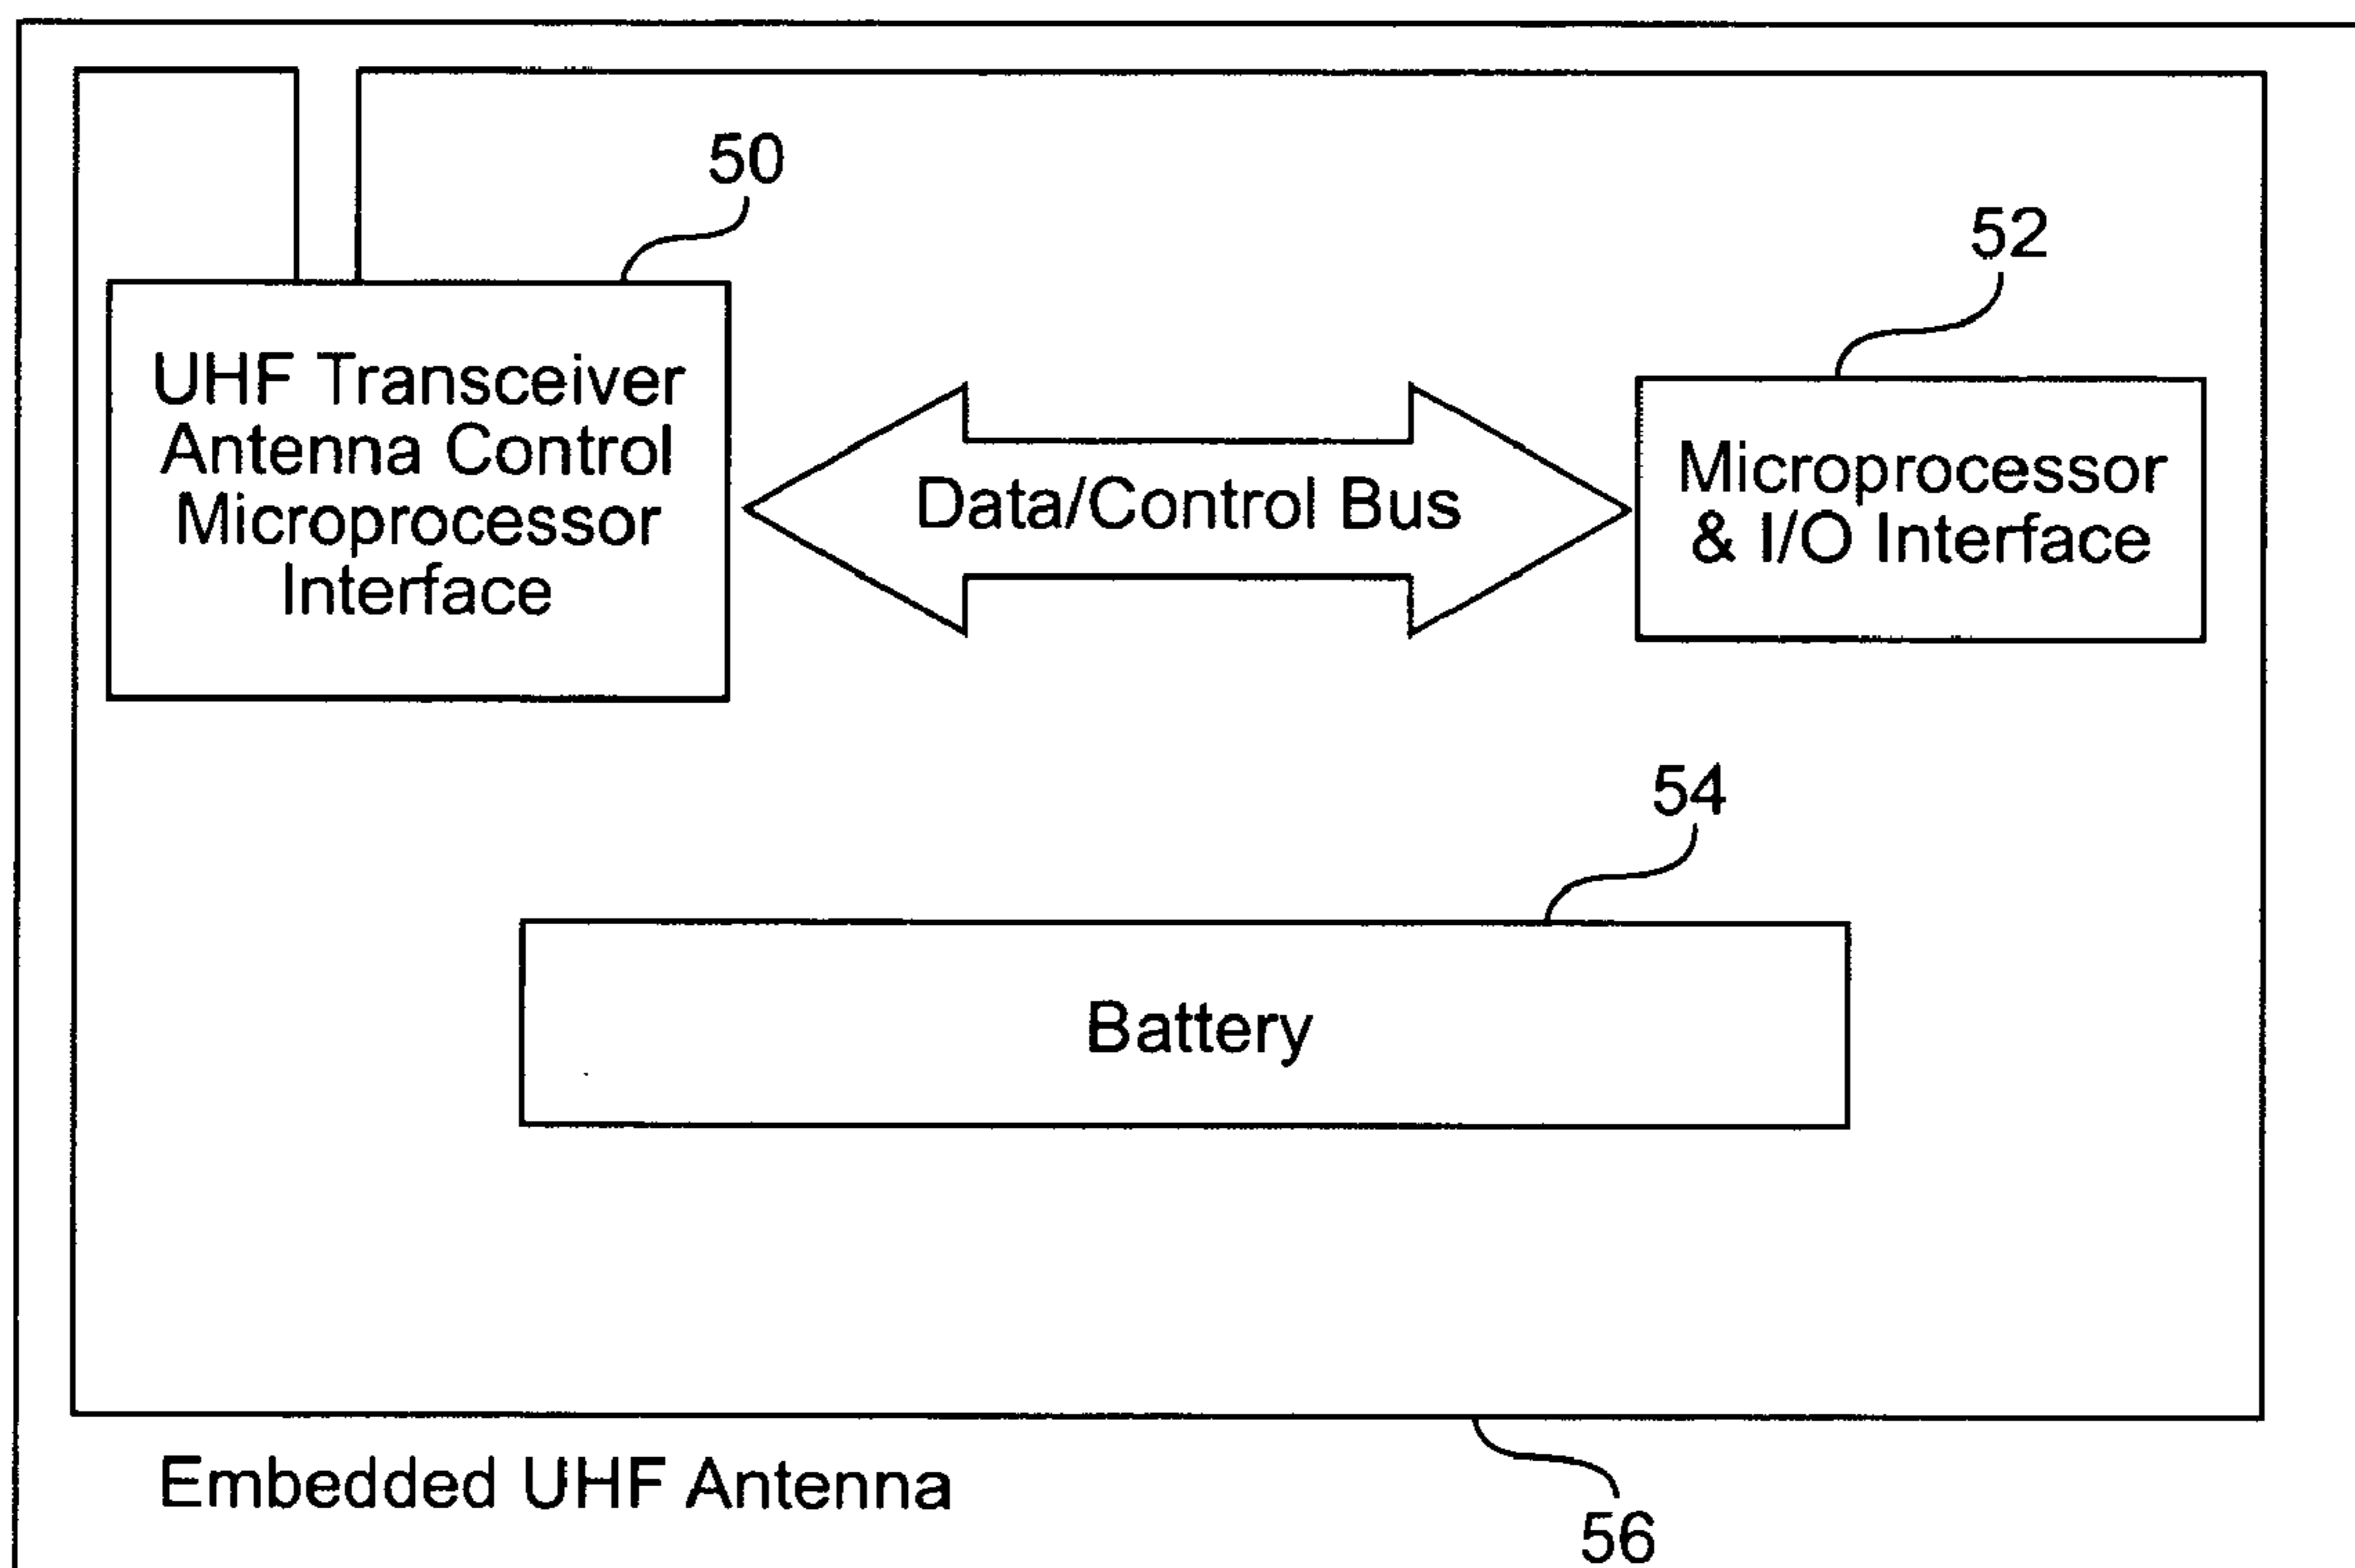 50
52
UHF Transceiver
Antenna Control
Microprocessor
Interface
Data/Control Bus
Microprocessor
& I/O Interface
54
Battery
Embedded UHF Antenna
56